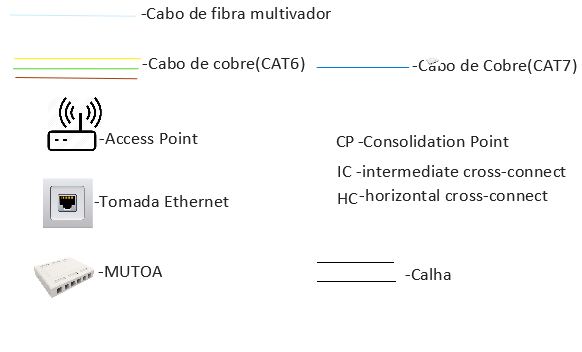 -Cabo de fibra multivador
-Cabo de cobre(CAT6)
-Cabo de Cobre(CAT7)
-Access Point
CP -Consolidation Point
IC -intermediate cross-connect
HC -horizontal cross-connect
-Tomada Ethernet
-MUTOA
-Calha